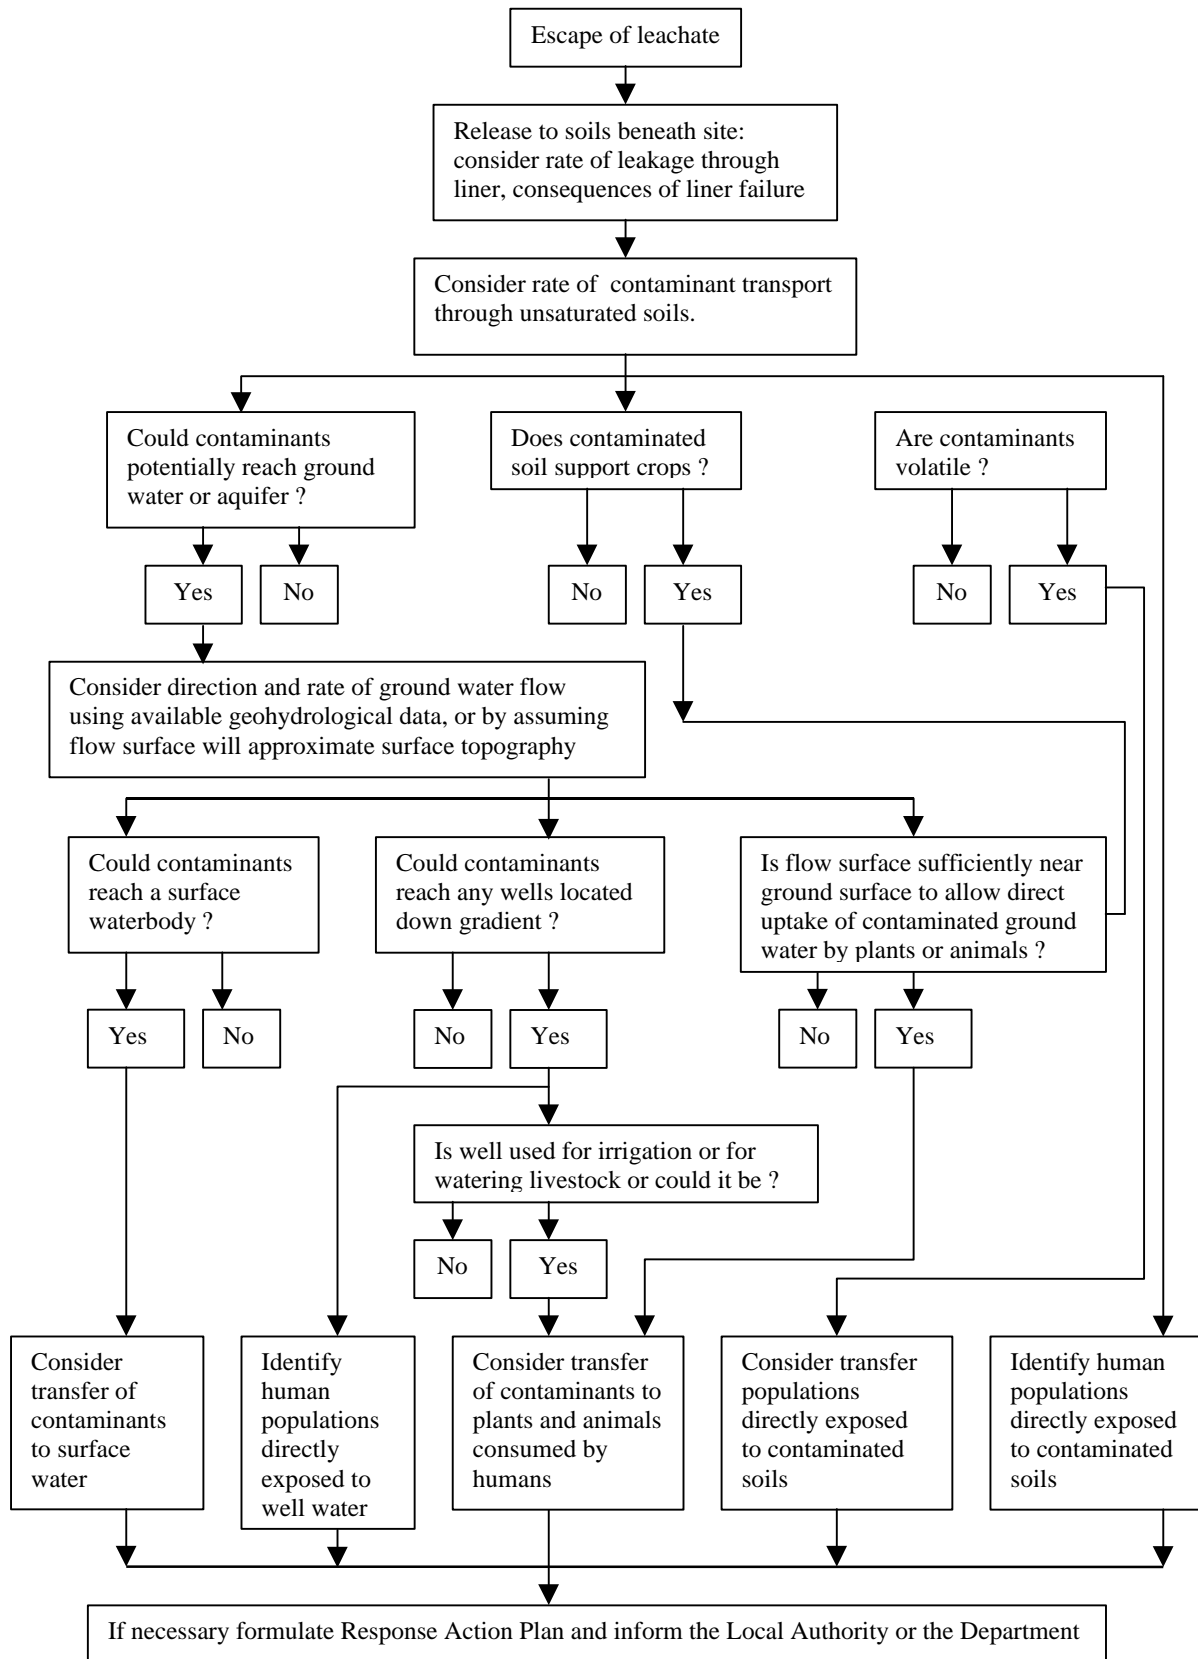 Escape of leachate
Release to soils beneath site:
consider rate of leakage through
liner, consequences of liner failure
Consider rate of contaminant transport
through unsaturated soils.
Could contaminants
potentially reach ground
water or aquifer ?
Does contaminated
soil support crops ?
Are contaminants
volatile ?
Yes
No
No
Yes
No
Yes
Consider direction and rate of ground water flow
using available geohydrological data, or by assuming
flow surface will approximate surface topography
Could contaminants
reach a surface
waterbody ?
Could contaminants
reach any wells located
down gradient ?
Is flow surface sufficiently near
ground surface to allow direct
uptake of contaminated ground
water by plants or animals ?
Yes
No
No
Yes
No
Yes
Is well used for irrigation or for
watering livestock or could it be ?
No
Yes
Consider
transfer of
contaminants
to surface
water
Identify
human
populations
directly
exposed to
well water
Consider transfer
of contaminants to
plants and animals
consumed by
humans
Consider transfer
populations
directly exposed
to contaminated
soils
Identify human
populations
directly exposed
to contaminated
soils
If necessary formulate Response Action Plan and inform the Local Authority or the Department